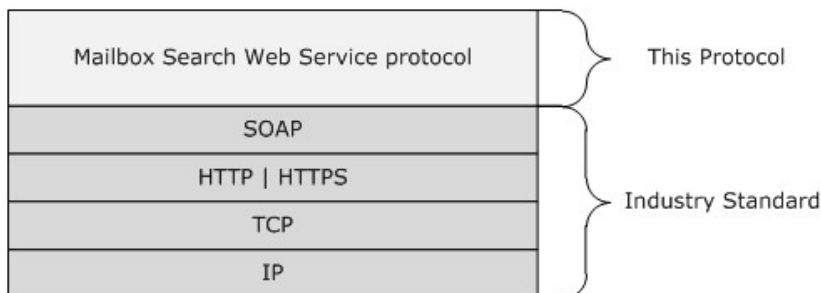 Mailbox Search Web Service protocol
This Protocol
SOAP
HTTP | HTTPS
Industry Standard
TCP
IP